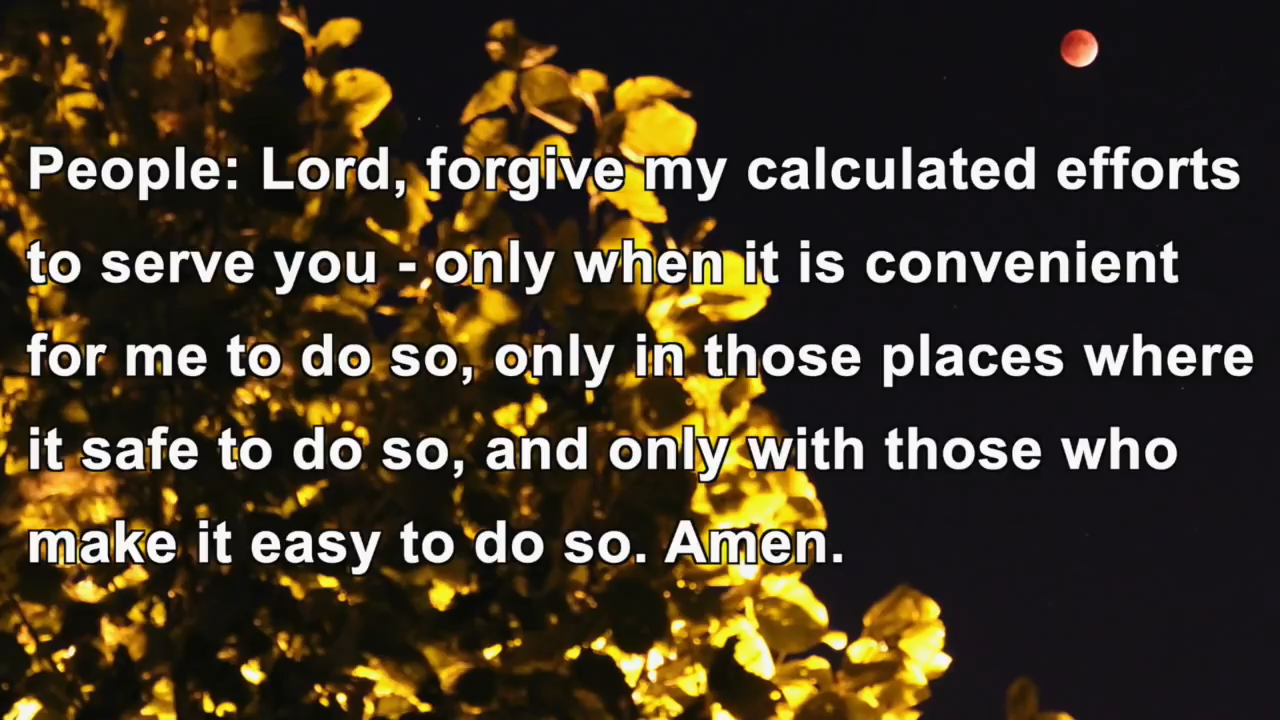 People: Lord, forgive my calculated efforts
to serve you - only when it is convenient
for me to do so, only in those places where
it safe to do so, and only with those who
make it easy to do so. Amen.